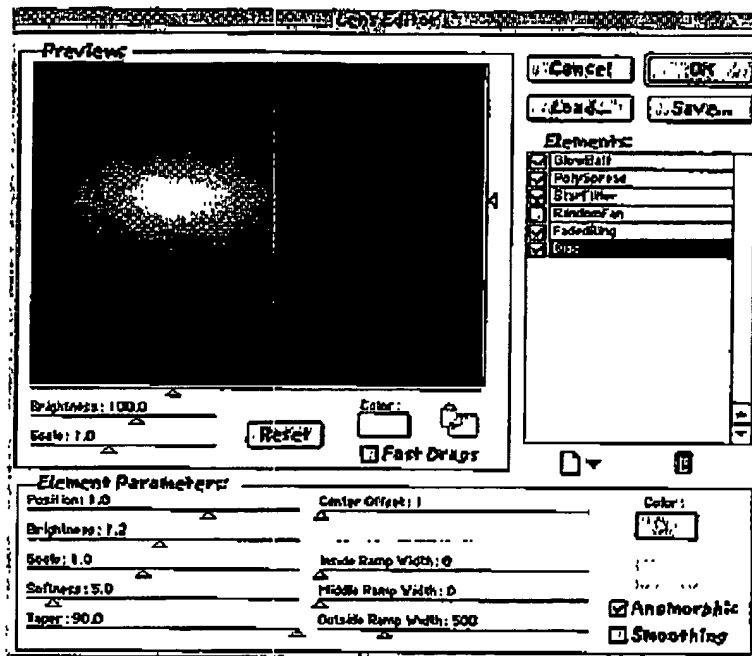 Lens Editor
Preview:
Cancel
OK
Load...
Save...
Elements:
GlowBall
PolySpread
StarFilter
RandomFan
FadedRing
Disc
Brightness: 100.0
Scale: 1.0
Reset
Color:
Fast Drags
Element Parameters:
Position: 1.0
Center Offset: 1
Color:
Brightness: 1.2
Scale: 1.0
Inside Ramp Width: 0
Softness: 5.0
Middle Ramp Width: 0
Anamorphic
Taper: 90.0
Outside Ramp Width: 500
Smoothing